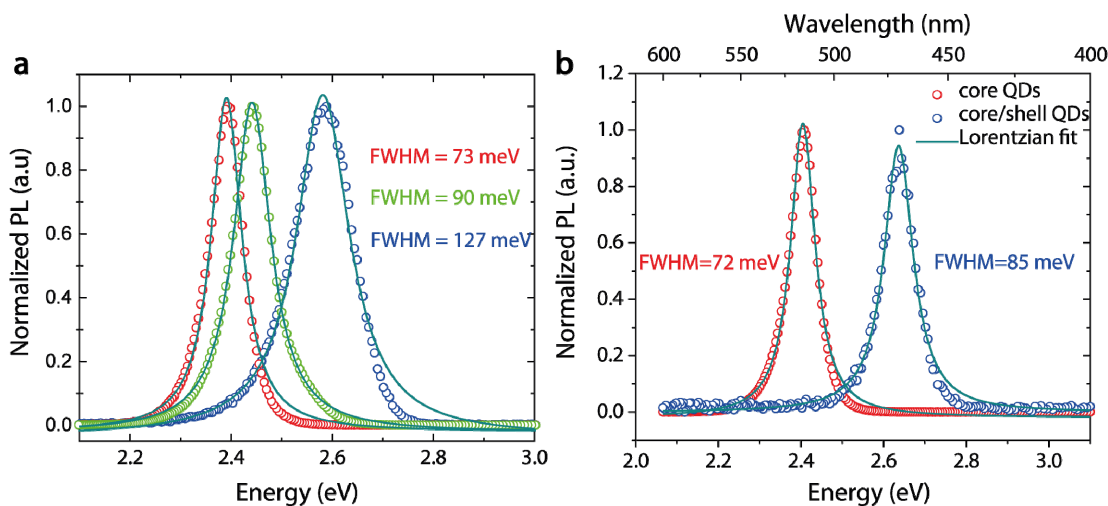 a
Normalized PL (a.u)
1.0
0.8
0.6
0.4
0.2
0.0
FWHM = 73 meV
FWHM = 90 meV
FWHM = 127 meV
2.2 2.4 2.6 2.8 3.0
Energy (eV)
Wavelength (nm)
600 550 500 450 400
b
Normalized PL (a.u.)
1.2
1.0
0.8
0.6
0.4
0.2
0.0
core QDs
core/shell QDs
Lorentzian fit
FWHM=72 meV
FWHM=85 meV
2.0 2.2 2.4 2.6 2.8 3.0
Energy (eV)